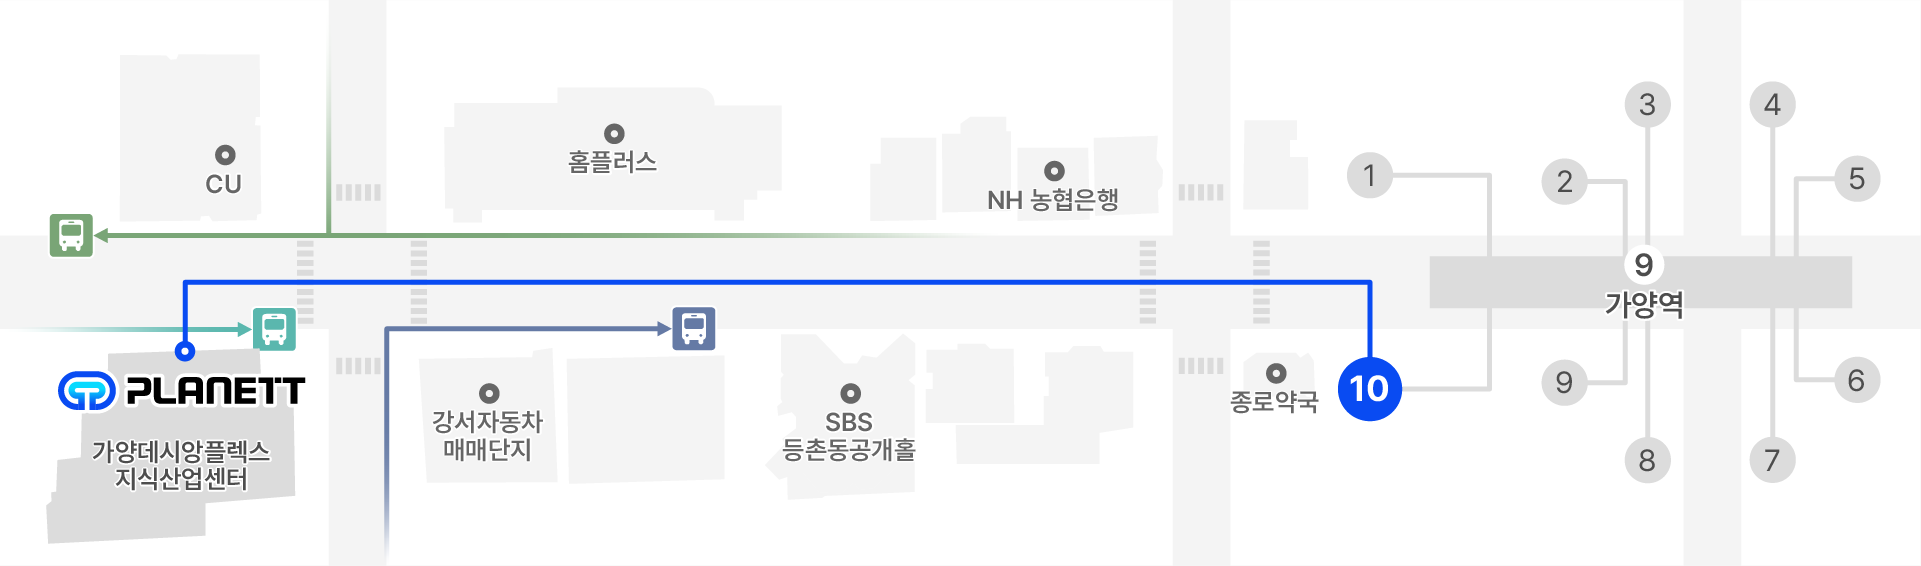 CU
홈플러스
NH 농협은행
1
2
3
4
5
9
가양역
PLANETT
가양데시앙플렉스
지식산업센터
강서자동차
매매단지
SBS
등촌동공개홀
종로약국
10
9
8
7
6